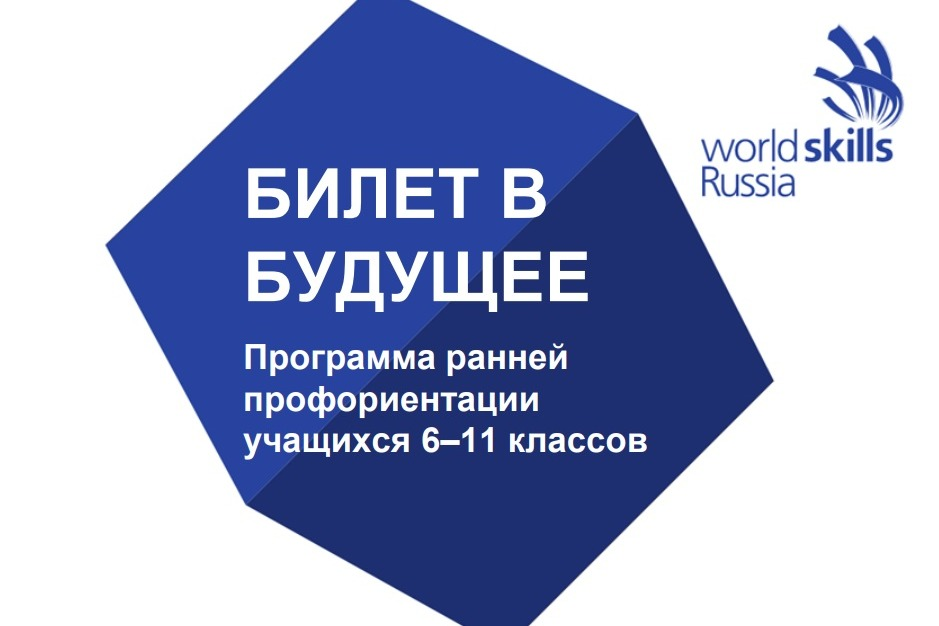 БИЛЕТ В
БУДУЩЕЕ
Программа ранней
профориентации
учащихся 6–11 классов
world skills
Russia